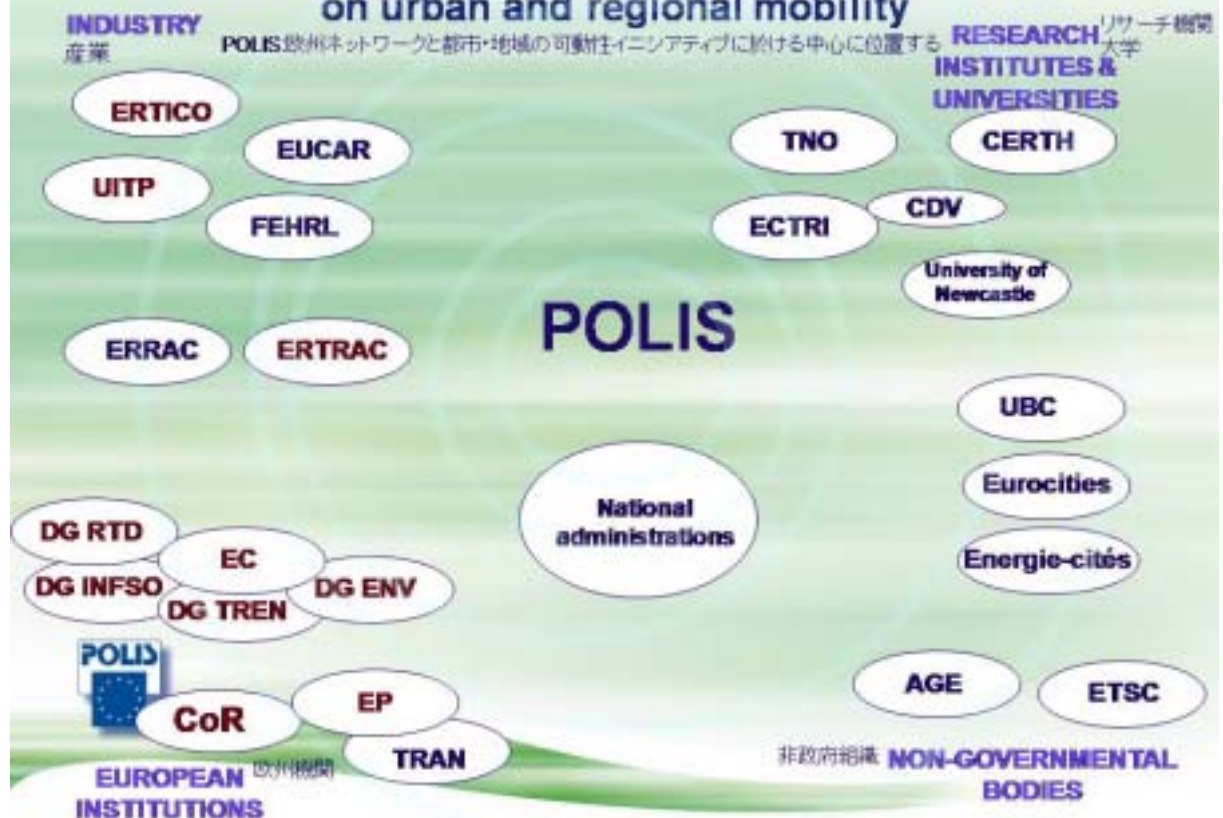 on urban and regional mobility
POLIS:欧州ネットワークと都市・地域の可動性イニシアティブに於ける中心に位置する
INDUSTRY
産業
RESEARCH リサーチ機関
INSTITUTES & 大学
UNIVERSITIES
ERTICO
EUCAR
UITP
FEHRL
TNO
CERTH
ECTRI
CDV
University of
Newcastle
POLIS
ERRAC
ERTRAC
UBC
Eurocities
Energie-cités
National
administrations
DG RTD
EC
DG INFSO
DG TREN
DG ENV
POLIS
CoR
EP
TRAN
AGE
ETSC
EUROPEAN 欧州機関
INSTITUTIONS
非政府組織 NON-GOVERNMENTAL
BODIES